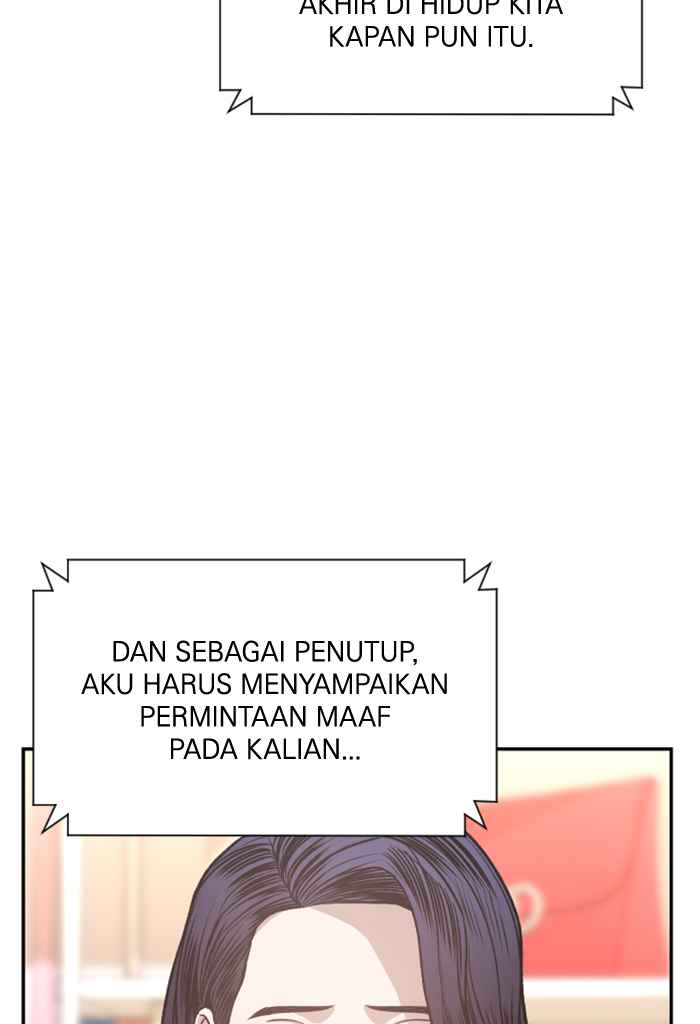 AKHIR DI HIDUP KITA
KAPAN PUN ITU.
DAN SEBAGAI PENUTUP,
AKU HARUS MENYAMPAIKAN
PERMINTAAN MAAF
PADA KALIAN...